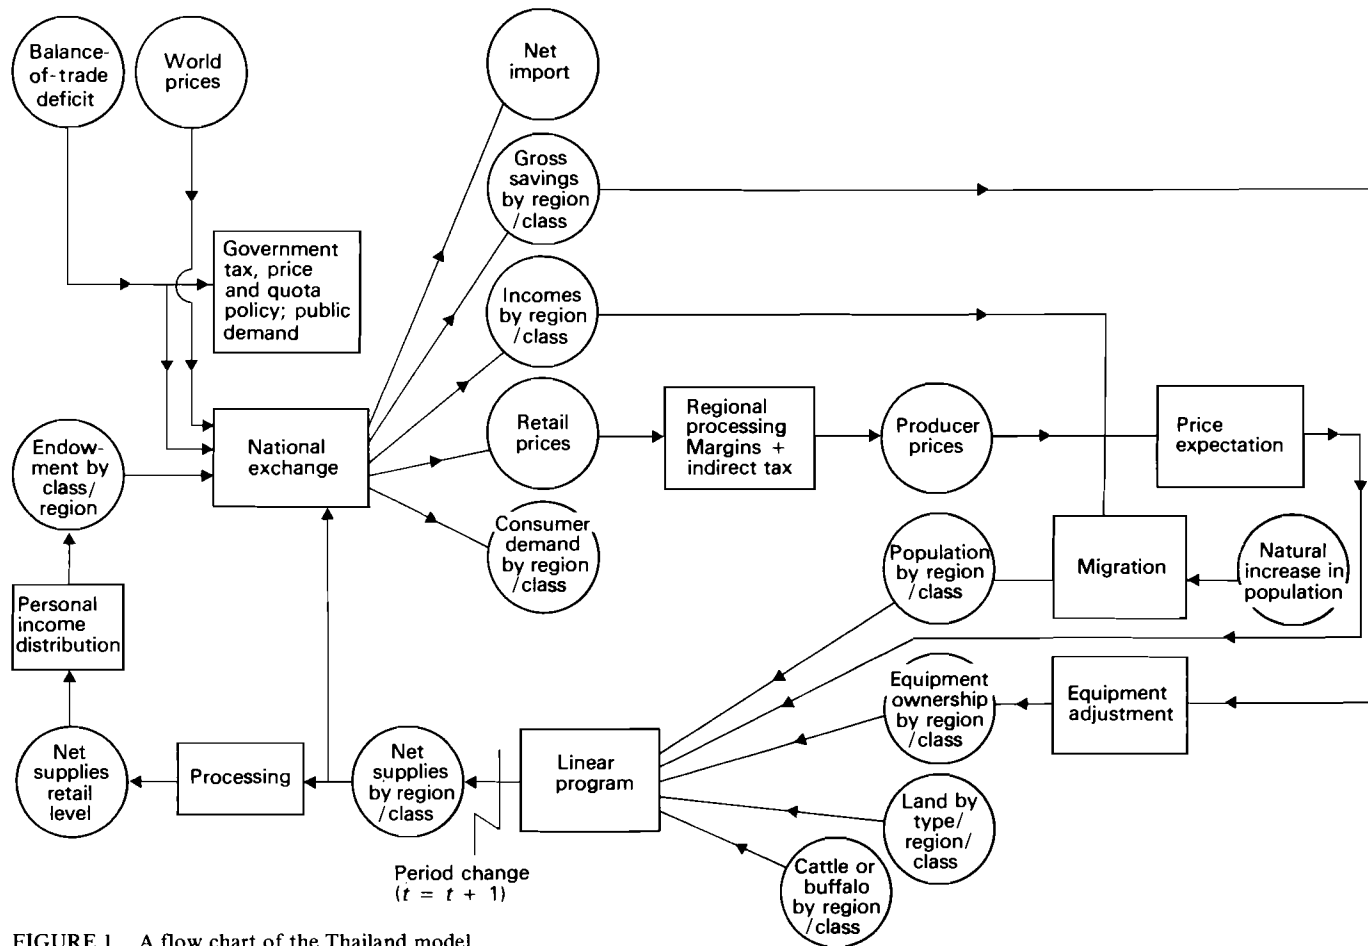 Balance-
of-trade
deficit
World
prices
Net
import
Gross
savings
by region
/class
Government
tax, price
and quota
policy; public
demand
Incomes
by region
/class
Endow-
ment by
class/
region
National
exchange
Retail
prices
Regional
processing
Margins +
indirect tax
Producer
prices
Price
expectation
Consumer
demand
by region
/class
Population
by region
/class
Migration
Natural
increase in
population
Personal
income
distribution
Equipment
ownership
by region
/class
Equipment
adjustment
Net
supplies
retail
level
Processing
Net
supplies
by region
/class
Linear
program
Land by
type/
region/
class
Period change
(t = t + 1)
Cattle or
buffalo
by region
/class
FIGURE 1 A flow chart of the Thailand model